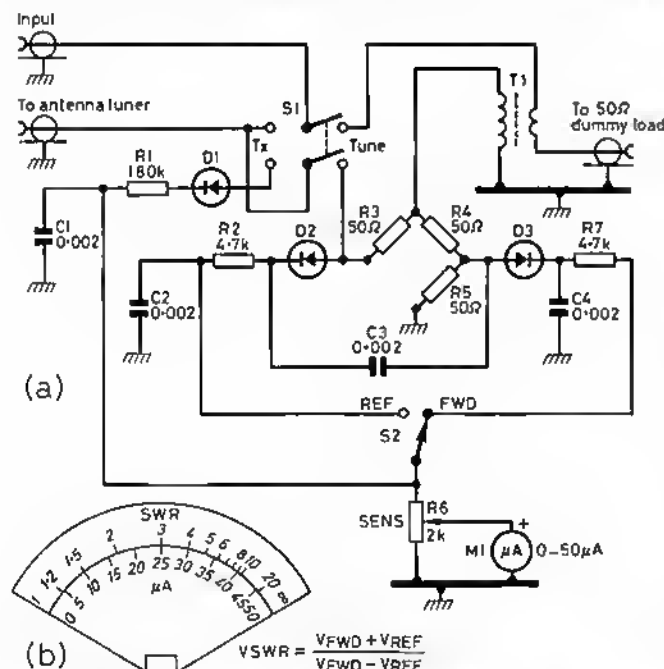 Input
To antenna tuner
S1
T1
To 50Ω
dummy load
Tx
Tune
R1
180k
D1
C1
0·002
R2
4·7k
D2
R3
50Ω
R4
50Ω
D3
R7
4·7k
C2
0·002
R5
50Ω
C4
0·002
C3
0·002
(a)
REF
FWD
S2
SENS
R6
2k
+
M1
μA
0-50μA
SWR
1 1·2 1·5 2 3 4 5 6 8 10 20 ∞
0 5 10 15 20 25 30 35 40 45 50
μA
(b)
VSWR = VFWD + VREF
VFWD − VREF